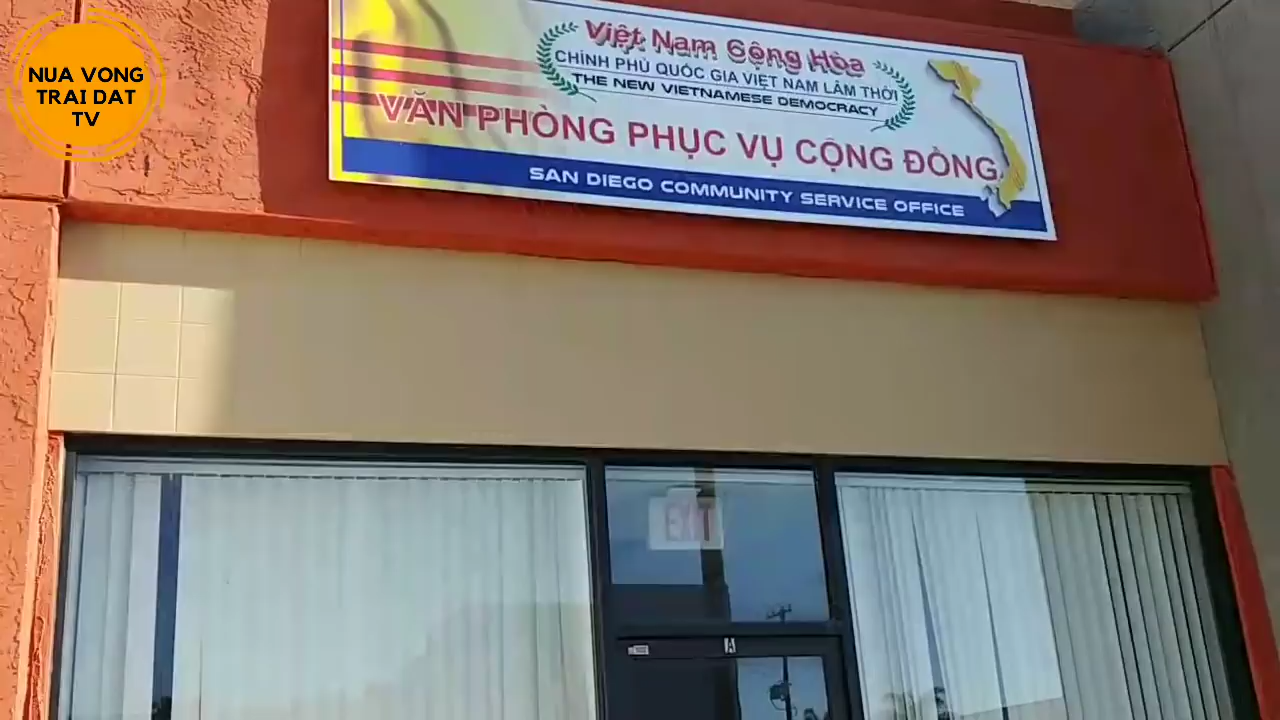 NUA VONG
TRAI DAT
TV
Việt Nam Cộng Hòa
CHÍNH PHỦ QUỐC GIA VIỆT NAM LÂM THỜI
THE NEW VIETNAMESE DEMOCRACY
VĂN PHÒNG PHỤC VỤ CỘNG ĐỒNG
SAN DIEGO COMMUNITY SERVICE OFFICE
EXIT
A